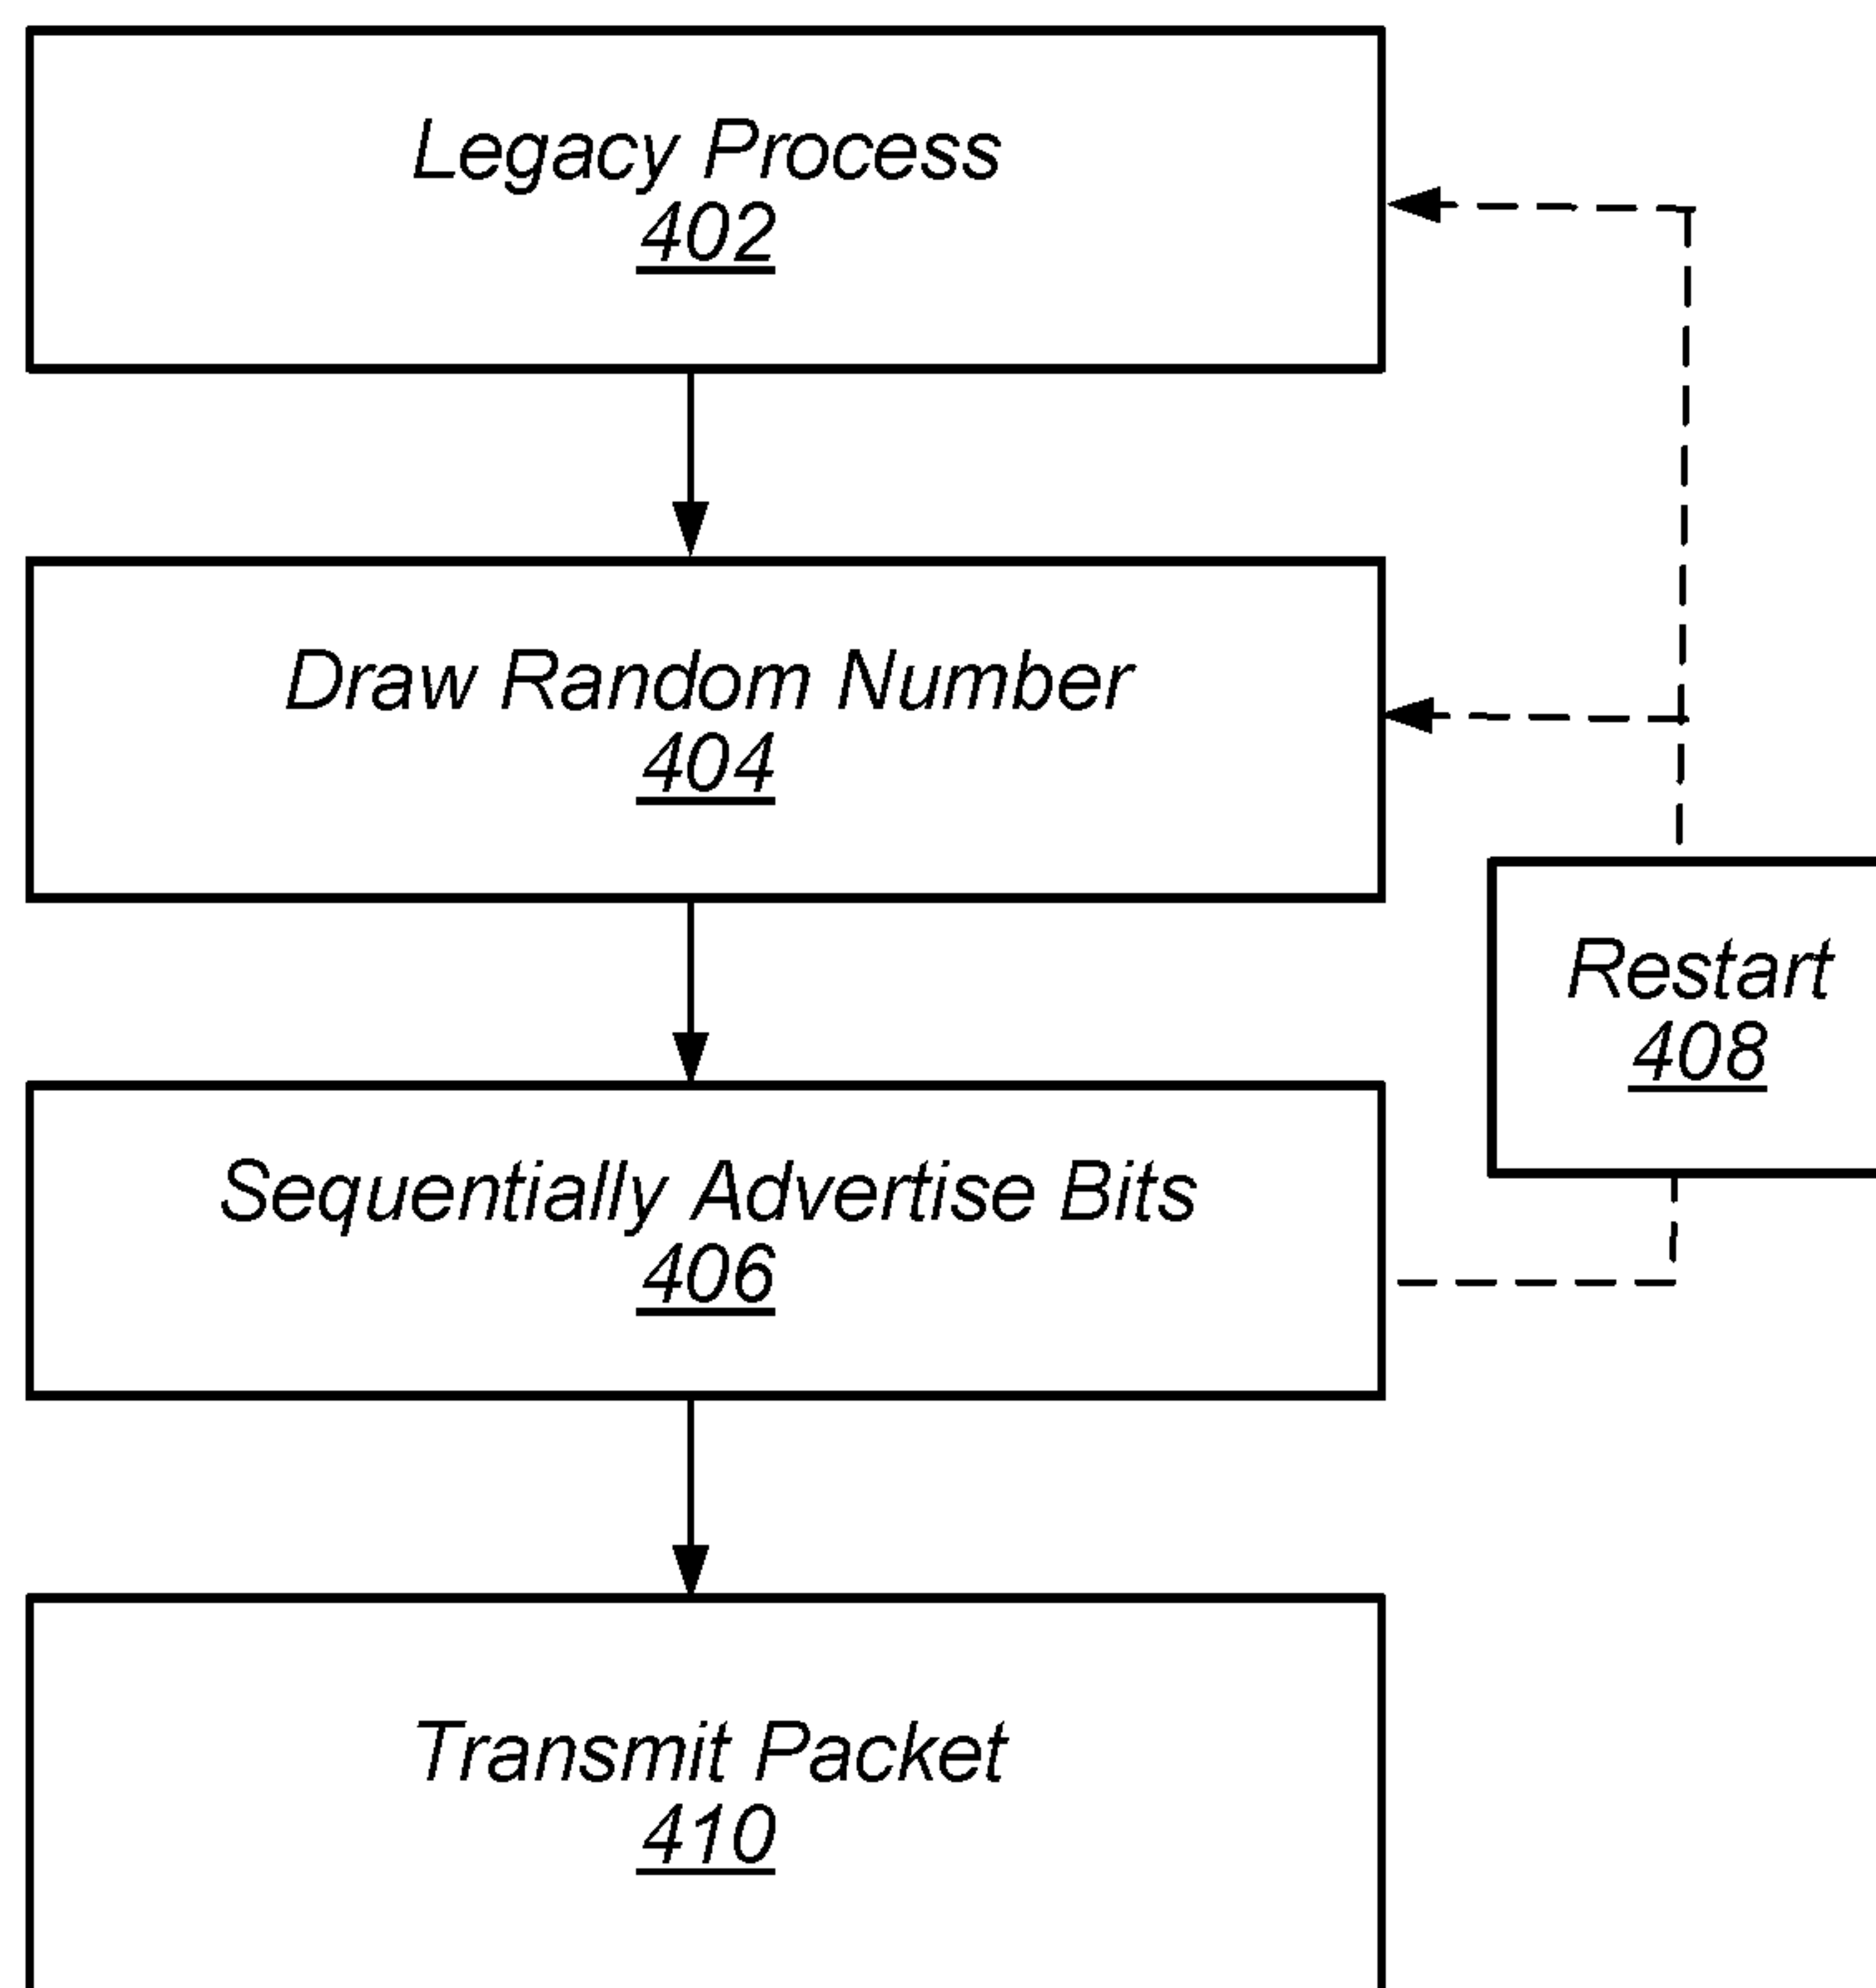 Legacy Process
402
Draw Random Number
404
Restart
408
Sequentially Advertise Bits
406
Transmit Packet
410